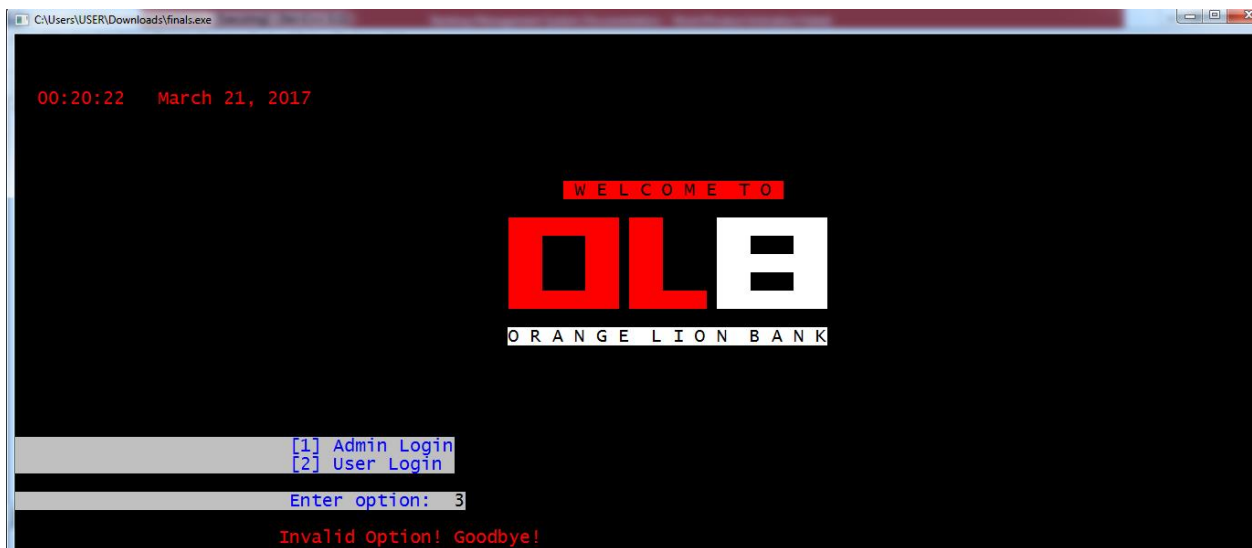 C:\Users\USER\Downloads\finals.exe
00:20:22 March 21, 2017
W E L C O M E T O
OLB
O R A N G E L I O N B A N K
[1] Admin Login
[2] User Login
Enter option: 3
Invalid Option! Goodbye!